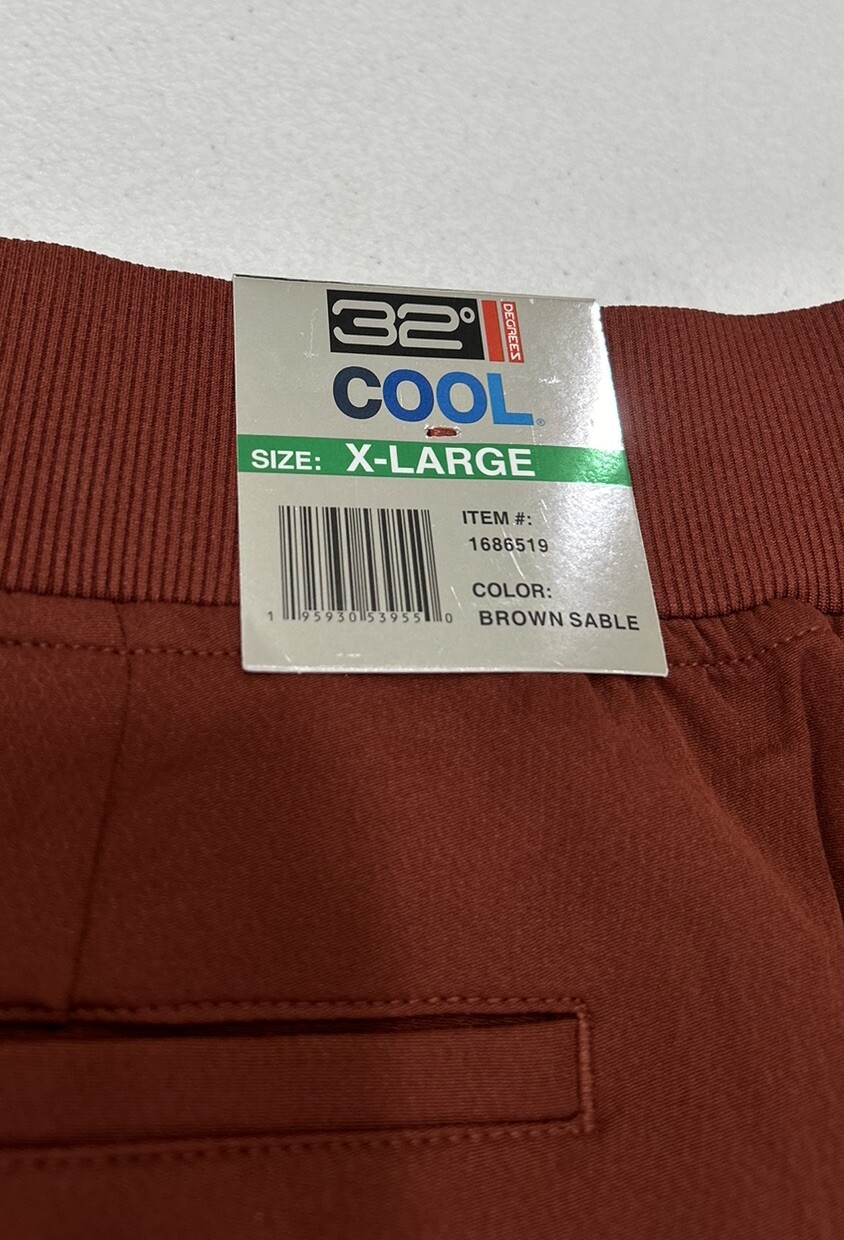 32° DEGREES
COOL®
SIZE: X-LARGE
ITEM #:
1686519
COLOR:
BROWN SABLE
1 95930 53955 0